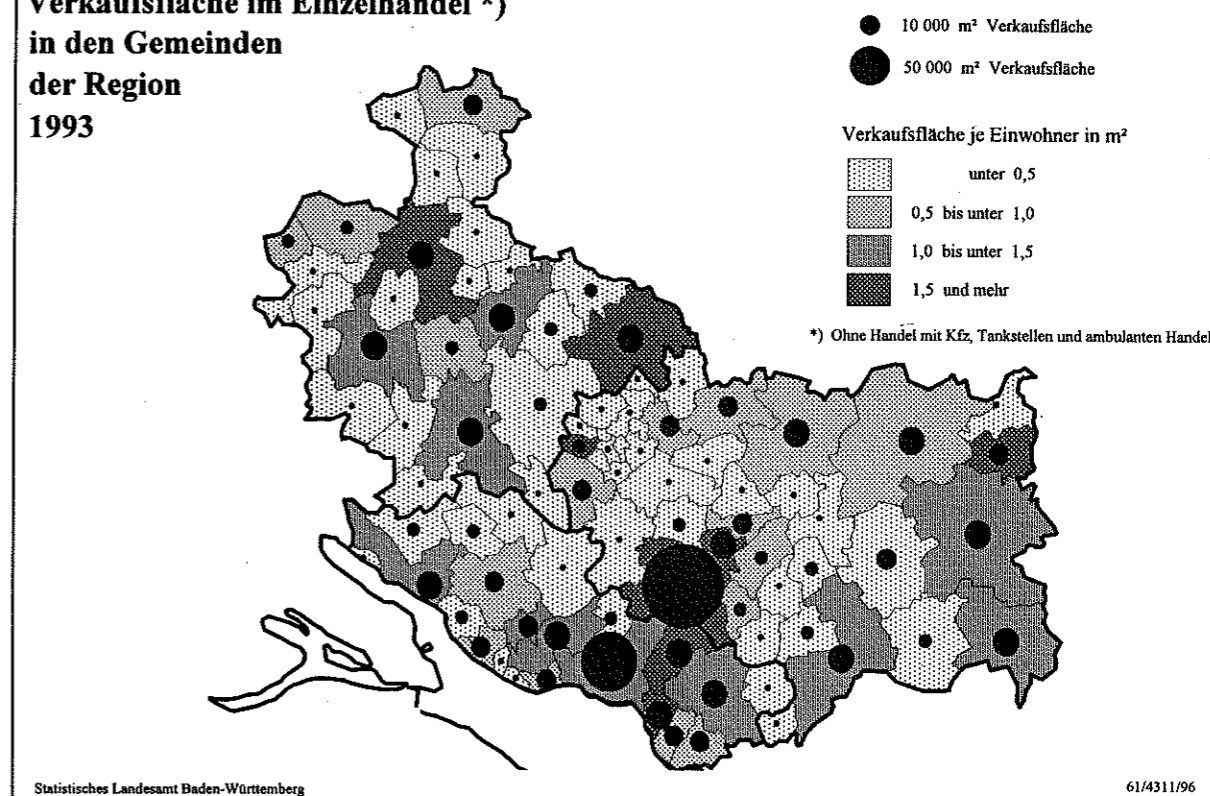 Verkaufsfläche im Einzelhandel *)
in den Gemeinden
der Region
1993
10 000 m² Verkaufsfläche
50 000 m² Verkaufsfläche
Verkaufsfläche je Einwohner in m²
unter 0,5
0,5 bis unter 1,0
1,0 bis unter 1,5
1,5 und mehr
*) Ohne Handel mit Kfz, Tankstellen und ambulanten Handel
Statistisches Landesamt Baden-Württemberg
61/4311/96